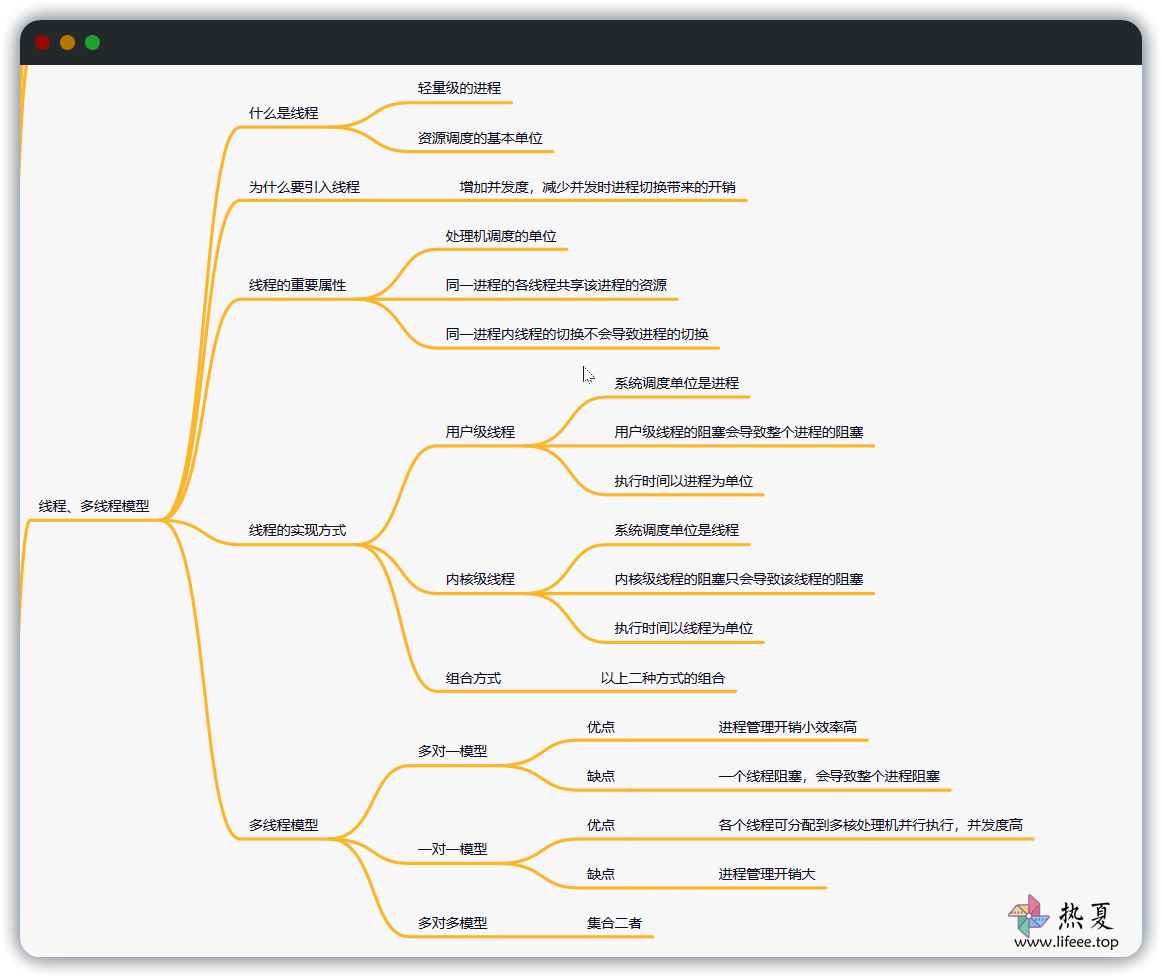 轻量级的进程
什么是线程
资源调度的基本单位
为什么要引入线程 增加并发度，减少并发时进程切换带来的开销
处理机调度的单位
线程的重要属性 同一进程的各线程共享该进程的资源
同一进程内线程的切换不会导致进程的切换
系统调度单位是进程
用户级线程 用户级线程的阻塞会导致整个进程的阻塞
执行时间以进程为单位
线程、多线程模型
线程的实现方式 系统调度单位是线程
内核级线程 内核级线程的阻塞只会导致该线程的阻塞
执行时间以线程为单位
组合方式 以上二种方式的组合
优点 进程管理开销小效率高
多对一模型
缺点 一个线程阻塞，会导致整个进程阻塞
多线程模型 优点 各个线程可分配到多核处理机并行执行，并发度高
一对一模型
缺点 进程管理开销大
多对多模型 集合二者
热夏
www.lifeee.top